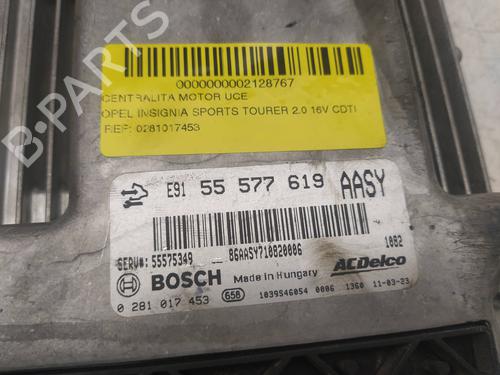 B-PARTS
0000000002128767
CENTRALITA MOTOR UCE
OPEL INSIGNIA SPORTS TOURER 2.0 16V CDTI
REF: 0281017453
E91 55 577 619 AASY
SERV#: 55575349 86AASY710820006 1082
BOSCH Made in Hungary ACDelco
0 281 017 453 658 1039S46054 0006 1360 11-03-23